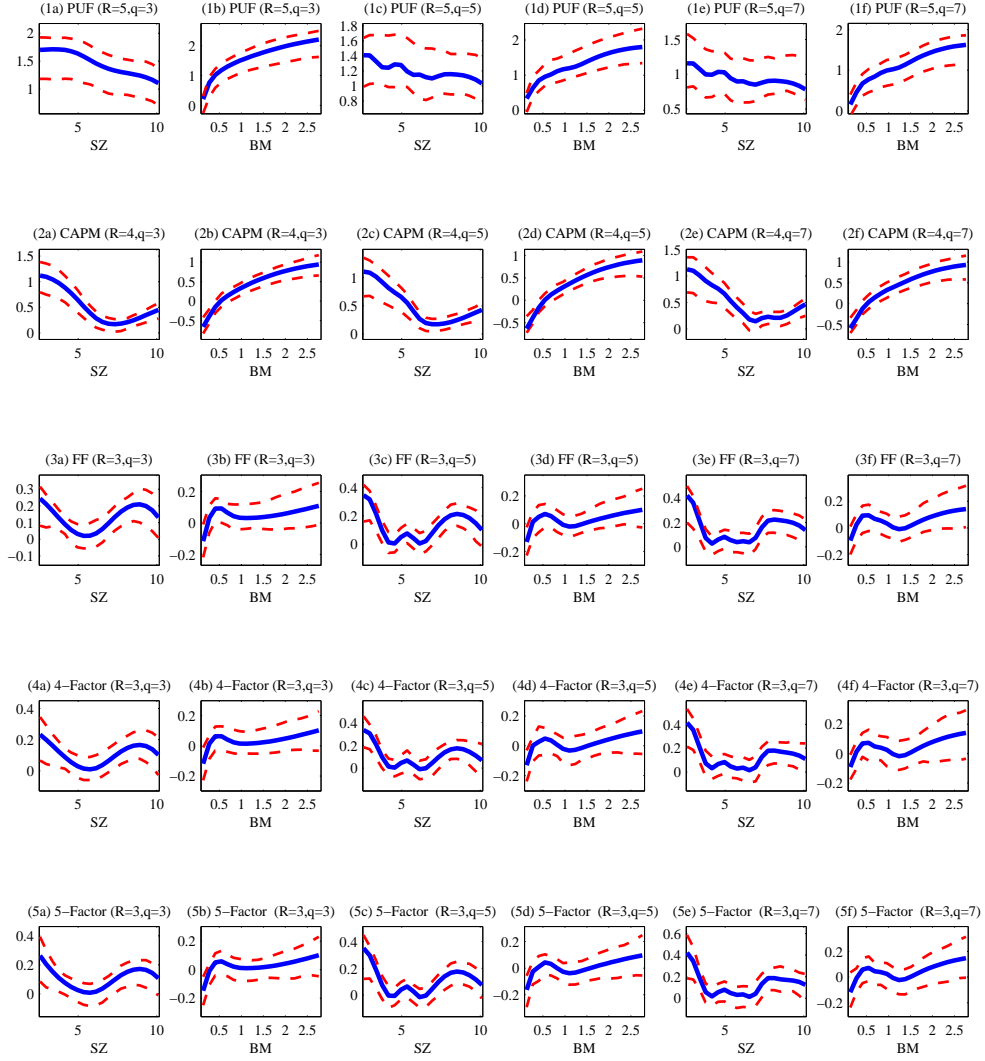 (1a) PUF (R=5,q=3)
(1b) PUF (R=5,q=3)
(1c) PUF (R=5,q=5)
(1d) PUF (R=5,q=5)
(1e) PUF (R=5,q=7)
(1f) PUF (R=5,q=7)
2 1.5 1 5 10 SZ
2 1 0 0.5 1 1.5 2 2.5 BM
1.8 1.6 1.4 1.2 1 0.8 5 10 SZ
2 1 0 0.5 1 1.5 2 2.5 BM
1.5 1 0.5 5 10 SZ
2 1 0 0.5 1 1.5 2 2.5 BM
(2a) CAPM (R=4,q=3)
(2b) CAPM (R=4,q=3)
(2c) CAPM (R=4,q=5)
(2d) CAPM (R=4,q=5)
(2e) CAPM (R=4,q=7)
(2f) CAPM (R=4,q=7)
1.5 1 0.5 0 5 10 SZ
1 0.5 0 −0.5 0.5 1 1.5 2 2.5 BM
1 0.5 0 5 10 SZ
1 0.5 0 −0.5 0.5 1 1.5 2 2.5 BM
1.5 1 0.5 0 5 10 SZ
1 0.5 0 −0.5 0.5 1 1.5 2 2.5 BM
(3a) FF (R=3,q=3)
(3b) FF (R=3,q=3)
(3c) FF (R=3,q=5)
(3d) FF (R=3,q=5)
(3e) FF (R=3,q=7)
(3f) FF (R=3,q=7)
0.3 0.2 0.1 0 −0.1 5 10 SZ
0.2 0 −0.2 0.5 1 1.5 2 2.5 BM
0.4 0.2 0 5 10 SZ
0.2 0 −0.2 0.5 1 1.5 2 2.5 BM
0.4 0.2 0 5 10 SZ
0.2 0 −0.2 0.5 1 1.5 2 2.5 BM
(4a) 4−Factor (R=3,q=3)
(4b) 4−Factor (R=3,q=3)
(4c) 4−Factor (R=3,q=5)
(4d) 4−Factor (R=3,q=5)
(4e) 4−Factor (R=3,q=7)
(4f) 4−Factor (R=3,q=7)
0.4 0.2 0 5 10 SZ
0.2 0 −0.2 0.5 1 1.5 2 2.5 BM
0.4 0.2 0 5 10 SZ
0.2 0 −0.2 0.5 1 1.5 2 2.5 BM
0.4 0.2 0 5 10 SZ
0.2 0 −0.2 0.5 1 1.5 2 2.5 BM
(5a) 5−Factor (R=3,q=3)
(5b) 5−Factor (R=3,q=3)
(5c) 5−Factor (R=3,q=5)
(5d) 5−Factor (R=3,q=5)
(5e) 5−Factor (R=3,q=7)
(5f) 5−Factor (R=3,q=7)
0.4 0.2 0 5 10 SZ
0.2 0 −0.2 0.5 1 1.5 2 2.5 BM
0.4 0.2 0 5 10 SZ
0.2 0 −0.2 0.5 1 1.5 2 2.5 BM
0.6 0.4 0.2 0 5 10 SZ
0.2 0 −0.2 0.5 1 1.5 2 2.5 BM